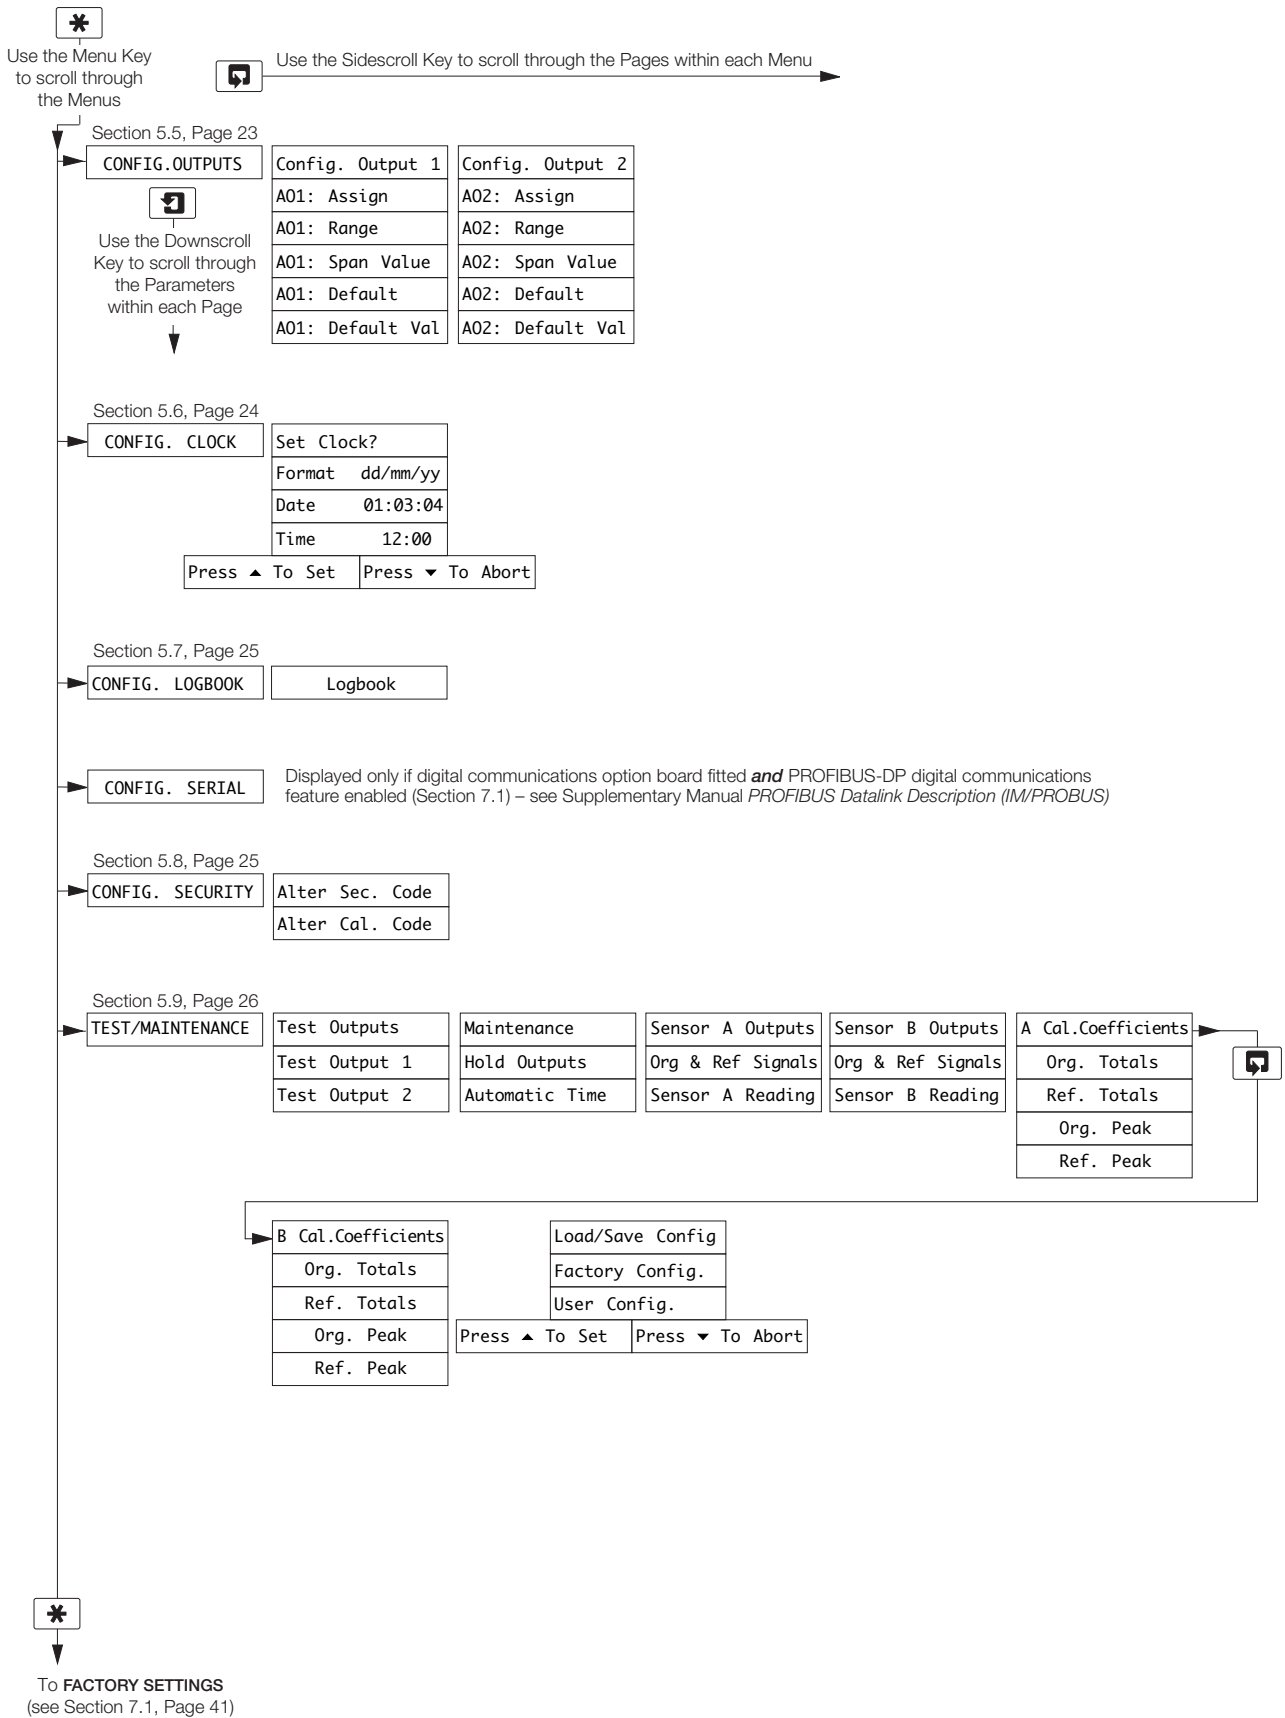 Use the Menu Key
to scroll through
the Menus
Use the Sidescroll Key to scroll through the Pages within each Menu
Section 5.5, Page 23
CONFIG.OUTPUTS
Config. Output 1
Config. Output 2
AO1: Assign
AO2: Assign
AO1: Range
AO2: Range
AO1: Span Value
AO2: Span Value
AO1: Default
AO2: Default
AO1: Default Val
AO2: Default Val
Use the Downscroll
Key to scroll through
the Parameters
within each Page
Section 5.6, Page 24
CONFIG. CLOCK
Set Clock?
Format dd/mm/yy
Date 01:03:04
Time 12:00
Press ▲ To Set
Press ▼ To Abort
Section 5.7, Page 25
CONFIG. LOGBOOK
Logbook
CONFIG. SERIAL
Displayed only if digital communications option board fitted and PROFIBUS-DP digital communications
feature enabled (Section 7.1) – see Supplementary Manual PROFIBUS Datalink Description (IM/PROBUS)
Section 5.8, Page 25
CONFIG. SECURITY
Alter Sec. Code
Alter Cal. Code
Section 5.9, Page 26
TEST/MAINTENANCE
Test Outputs
Test Output 1
Test Output 2
Maintenance
Hold Outputs
Automatic Time
Sensor A Outputs
Org & Ref Signals
Sensor A Reading
Sensor B Outputs
Org & Ref Signals
Sensor B Reading
A Cal.Coefficients
Org. Totals
Ref. Totals
Org. Peak
Ref. Peak
B Cal.Coefficients
Org. Totals
Ref. Totals
Org. Peak
Ref. Peak
Load/Save Config
Factory Config.
User Config.
Press ▲ To Set
Press ▼ To Abort
To FACTORY SETTINGS
(see Section 7.1, Page 41)